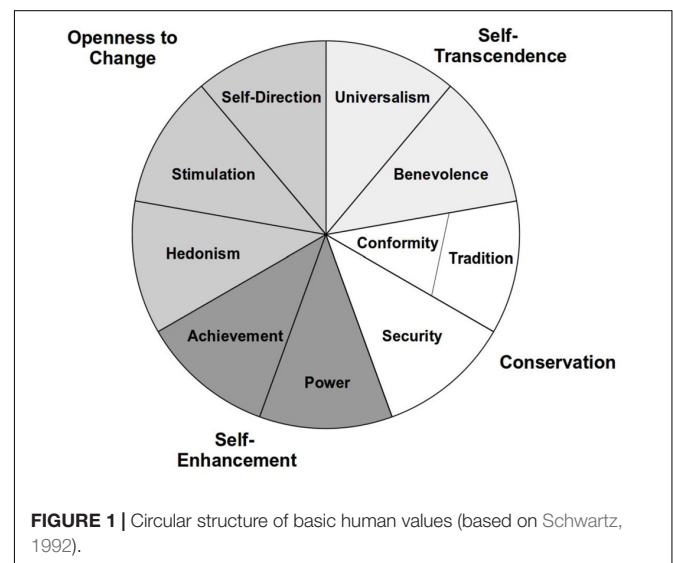 Openness to
Change
Self-
Transcendence
Self-Direction
Universalism
Stimulation
Benevolence
Hedonism
Conformity
Tradition
Achievement
Security
Power
Conservation
Self-
Enhancement
FIGURE 1 | Circular structure of basic human values (based on Schwartz,
1992).